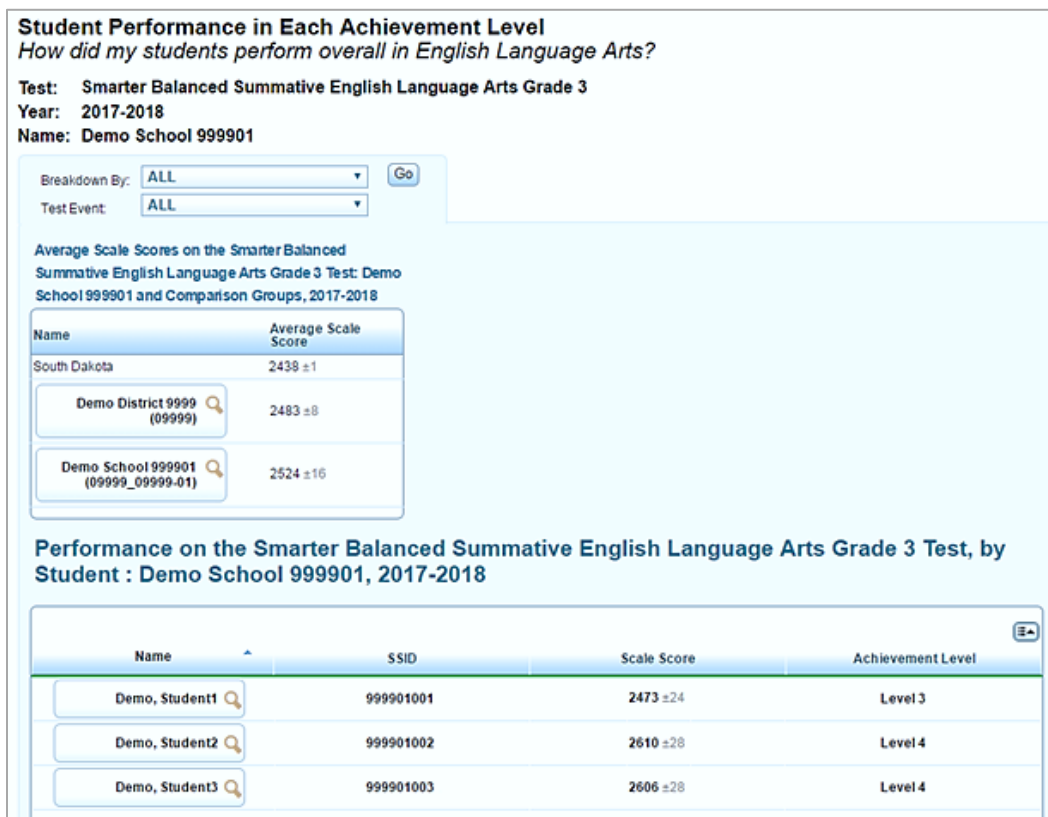 Student Performance in Each Achievement Level
How did my students perform overall in English Language Arts?
Test: Smarter Balanced Summative English Language Arts Grade 3
Year: 2017-2018
Name: Demo School 999901
Breakdown By: ALL Go
Test Event: ALL
Average Scale Scores on the Smarter Balanced
Summative English Language Arts Grade 3 Test: Demo
School 999901 and Comparison Groups, 2017-2018
Name Average Scale
Score
South Dakota 2438 ±1
Demo District 9999
(09999) 2483 ±8
Demo School 999901
(09999_09999-01) 2524 ±16
Performance on the Smarter Balanced Summative English Language Arts Grade 3 Test, by
Student : Demo School 999901, 2017-2018
Name SSID Scale Score Achievement Level
Demo, Student1 999901001 2473 ±24 Level 3
Demo, Student2 999901002 2610 ±28 Level 4
Demo, Student3 999901003 2606 ±28 Level 4